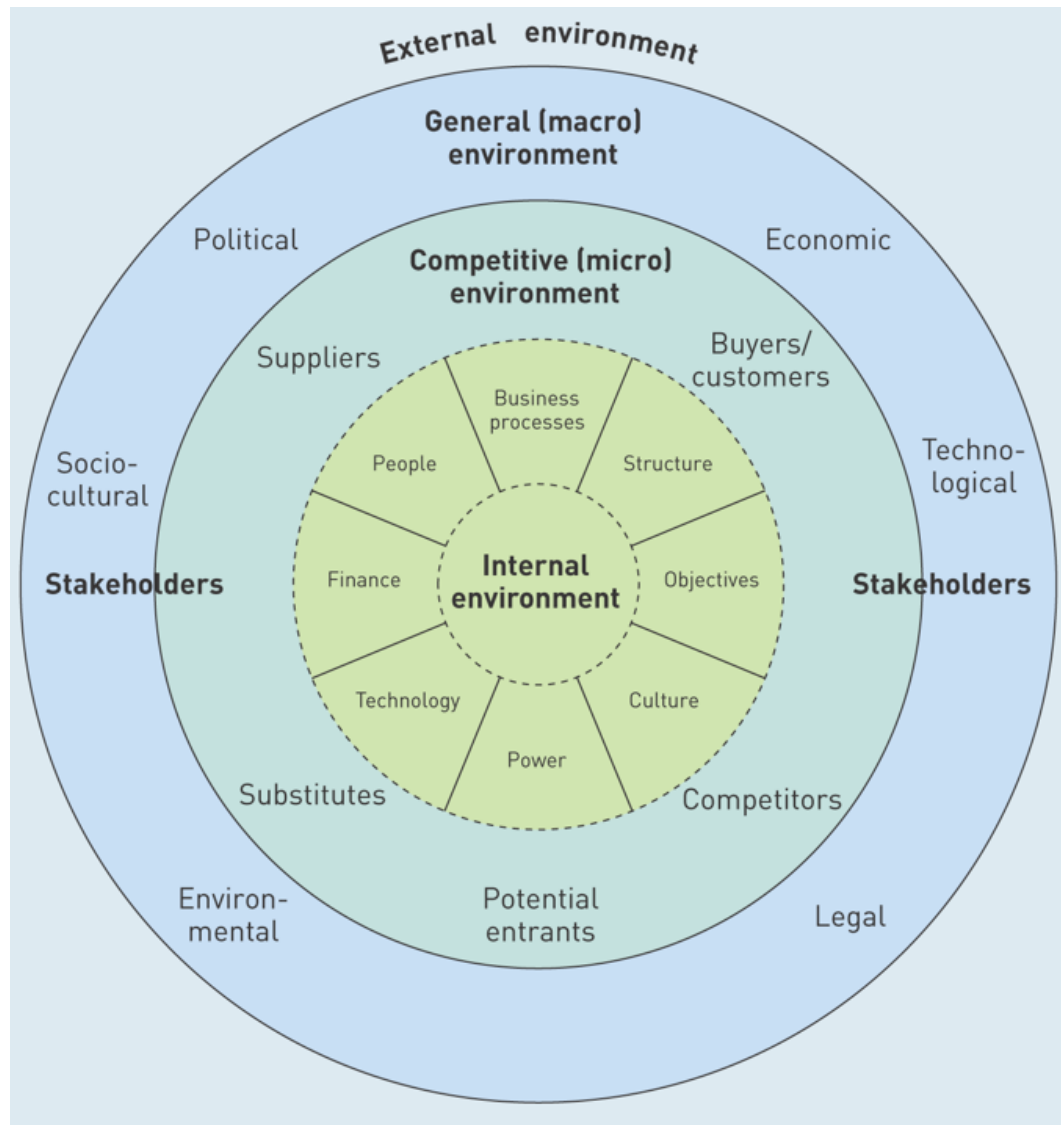 External environment
General (macro)
environment
Political
Economic
Competitive (micro)
environment
Suppliers
Buyers/
customers
Business
processes
People
Structure
Socio-
cultural
Techno-
logical
Stakeholders
Finance
Internal
environment
Objectives
Stakeholders
Technology
Culture
Power
Substitutes
Competitors
Environ-
mental
Potential
entrants
Legal